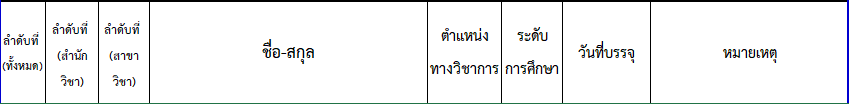 ลำดับที่
(ทั้งหมด)
ลำดับที่
(สำนัก
วิชา)
ลำดับที่
(สาขา
วิชา)
ชื่อ-สกุล
ตำแหน่ง
ทางวิชาการ
ระดับ
การศึกษา
วันที่บรรจุ
หมายเหตุ